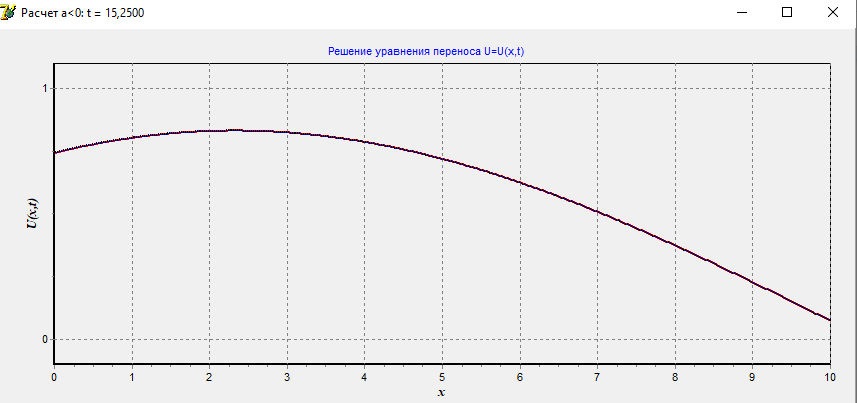 Расчет a<0: t = 15,2500
Решение уравнения переноса U=U(x,t)
1
U(x,t)
0
0 1 2 3 4 5 6 7 8 9 10
x